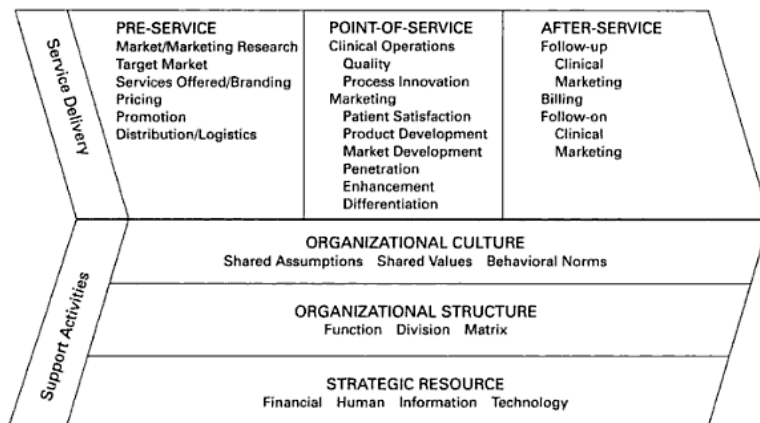 Service Delivery
PRE-SERVICE
Market/Marketing Research
Target Market
Services Offered/Branding
Pricing
Promotion
Distribution/Logistics
POINT-OF-SERVICE
Clinical Operations
Quality
Process Innovation
Marketing
Patient Satisfaction
Product Development
Market Development
Penetration
Enhancement
Differentiation
AFTER-SERVICE
Follow-up
Clinical
Marketing
Billing
Follow-on
Clinical
Marketing
Support Activities
ORGANIZATIONAL CULTURE
Shared Assumptions Shared Values Behavioral Norms
ORGANIZATIONAL STRUCTURE
Function Division Matrix
STRATEGIC RESOURCE
Financial Human Information Technology